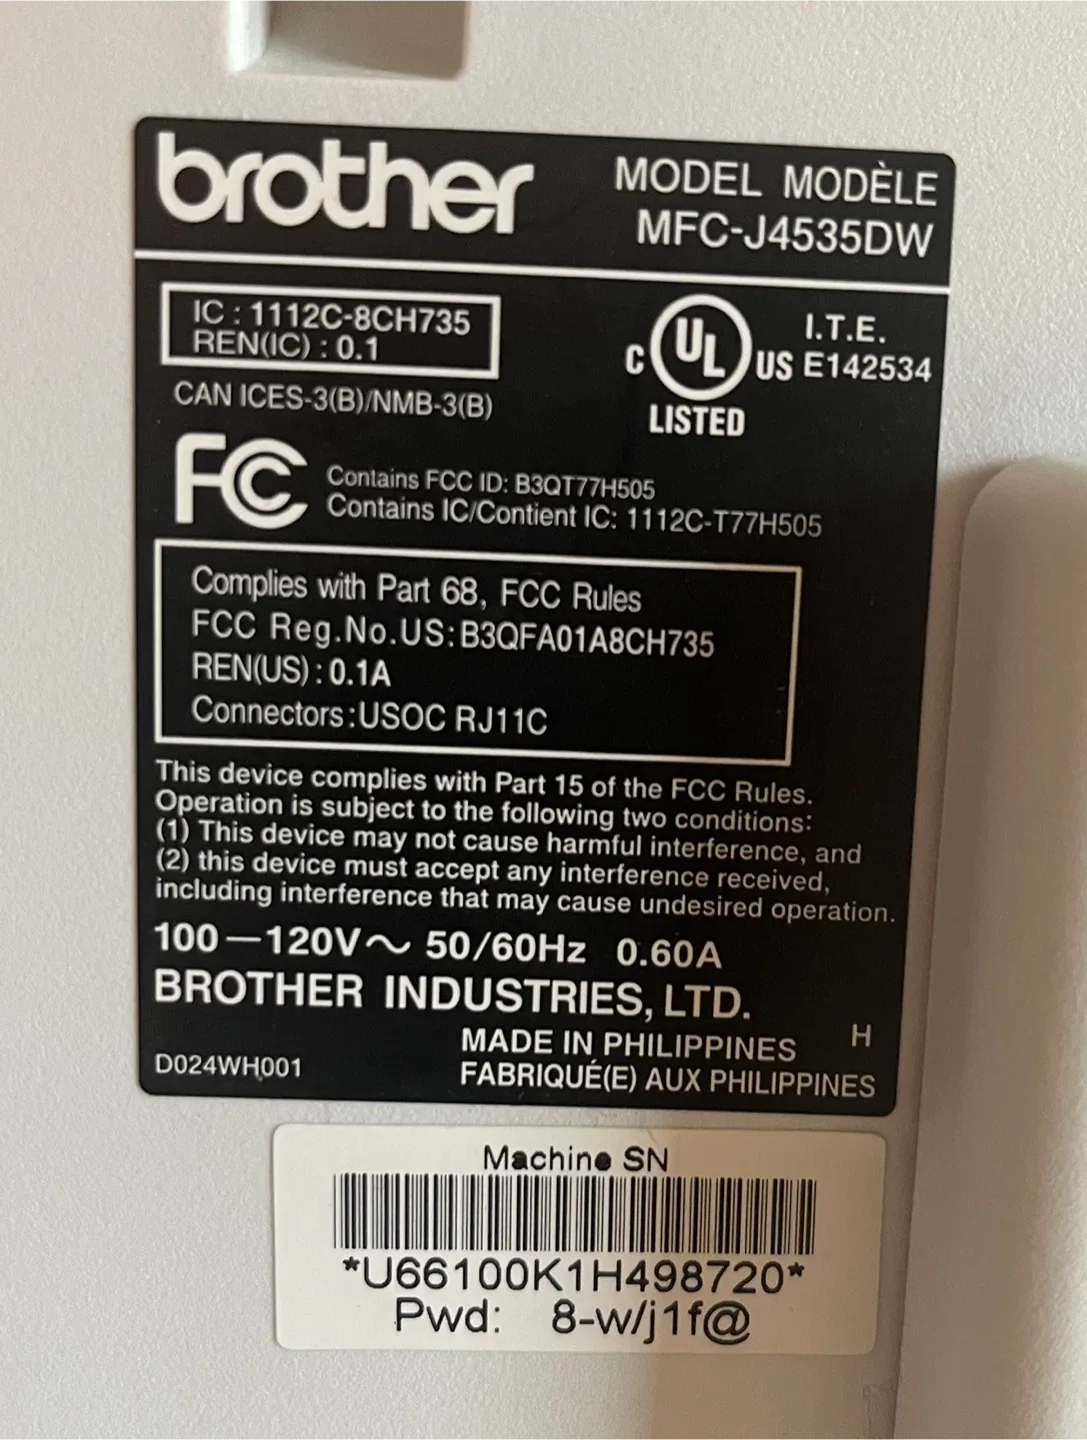 brother
MODEL MODÈLE
MFC-J4535DW
IC : 1112C-8CH735
REN(IC) : 0.1
CAN ICES-3(B)/NMB-3(B)
C UL US
LISTED
I.T.E.
E142534
FC
Contains FCC ID: B3QT77H505
Contains IC/Contient IC: 1112C-T77H505
Complies with Part 68, FCC Rules
FCC Reg.No.US:B3QFA01A8CH735
REN(US) : 0.1A
Connectors:USOC RJ11C
This device complies with Part 15 of the FCC Rules.
Operation is subject to the following two conditions:
(1) This device may not cause harmful interference, and
(2) this device must accept any interference received,
including interference that may cause undesired operation.
100—120V～ 50/60Hz 0.60A
BROTHER INDUSTRIES, LTD.
H
MADE IN PHILIPPINES
D024WH001
FABRIQUÉ(E) AUX PHILIPPINES
Machine SN
*U66100K1H498720*
Pwd: 8-w/j1f@